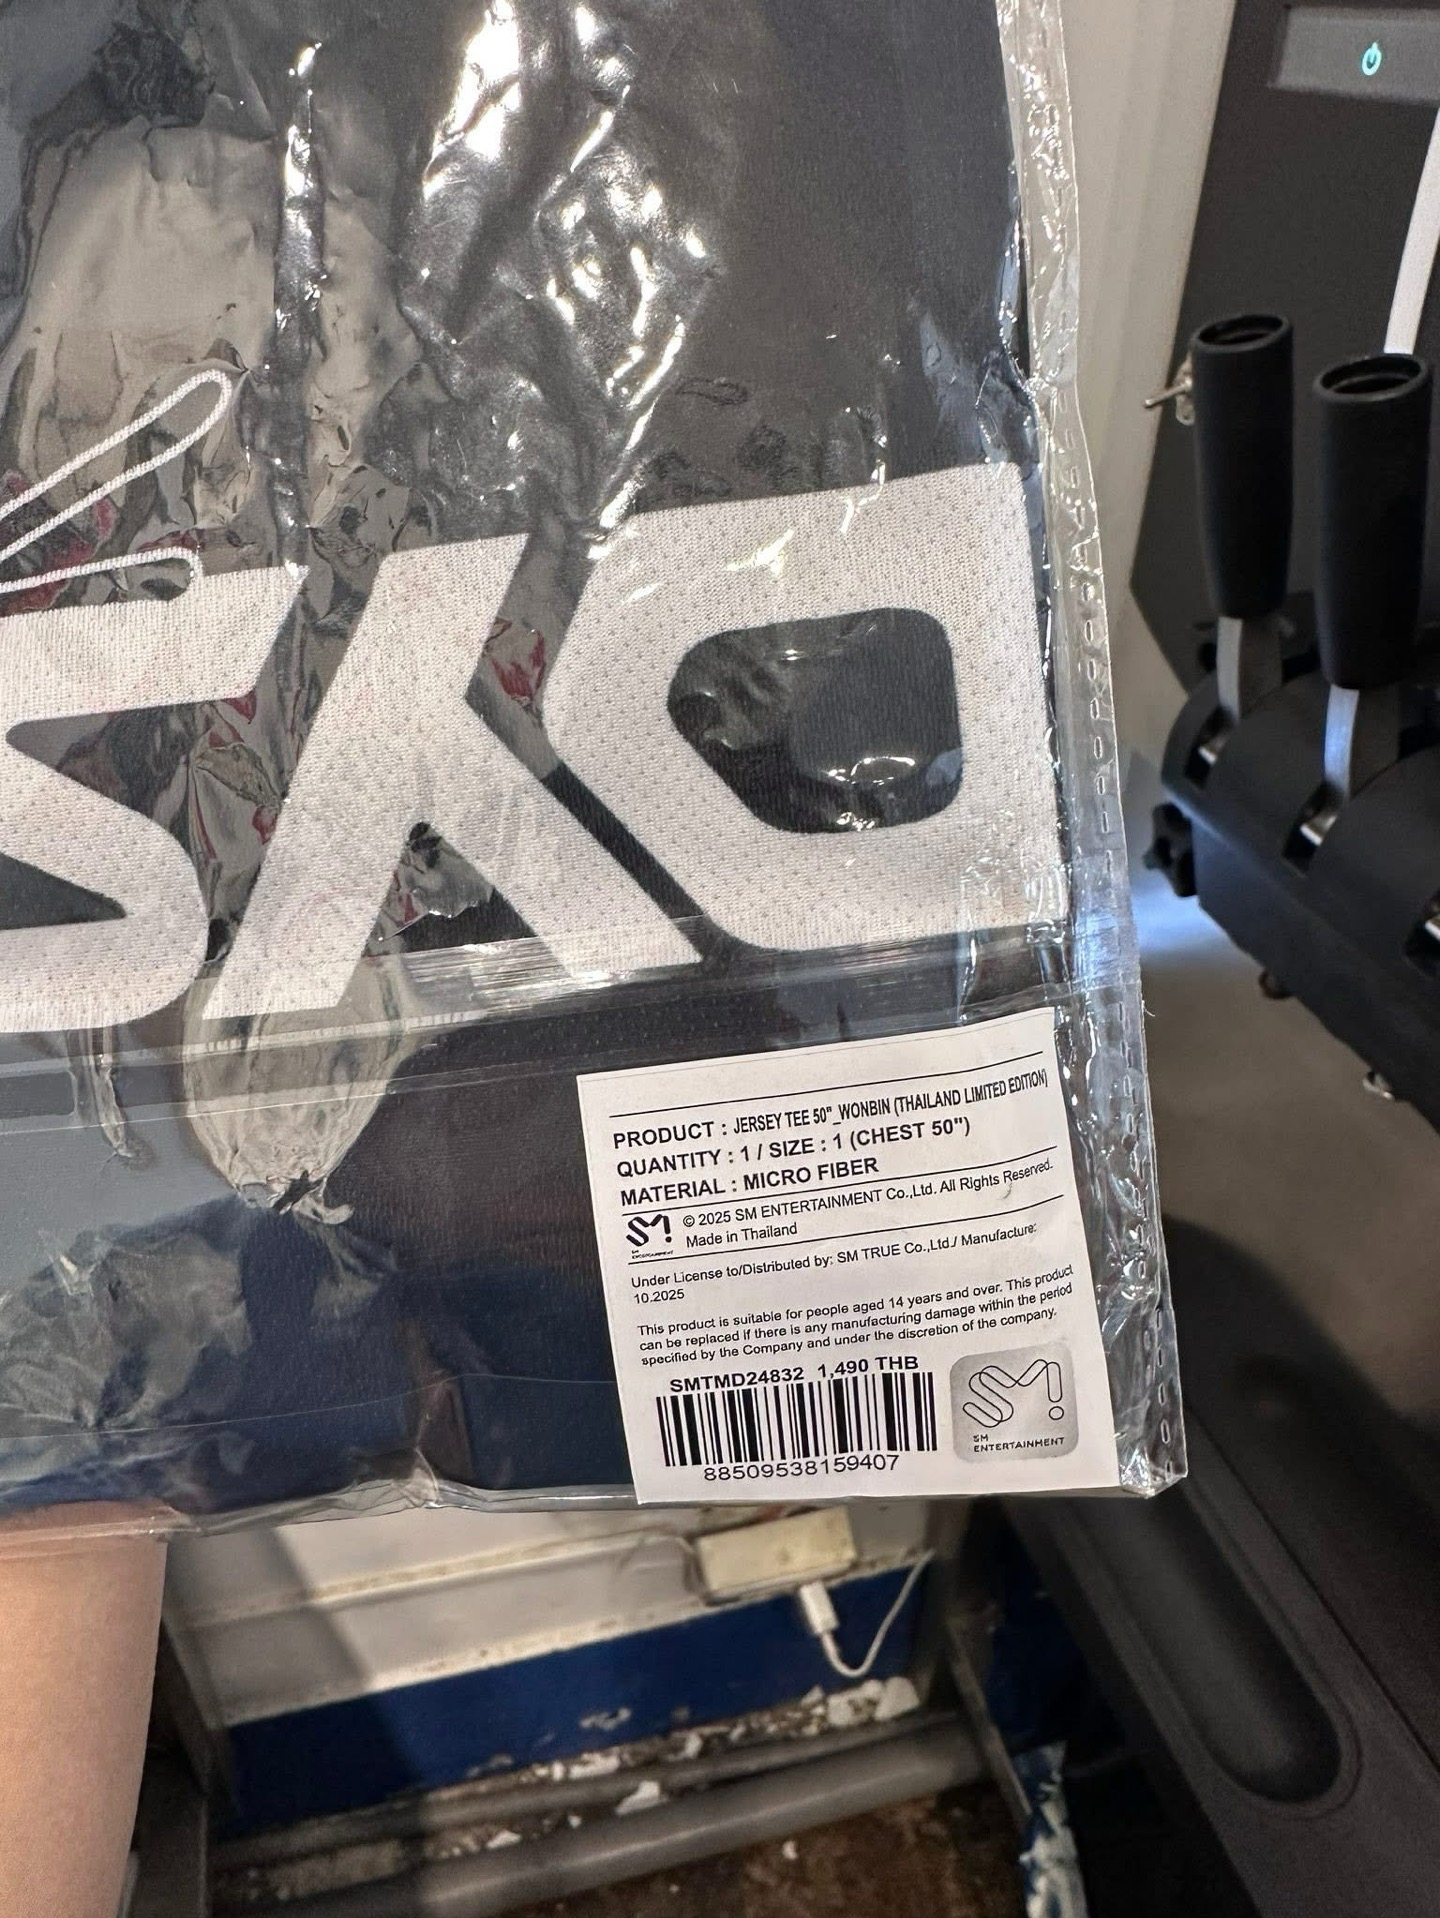 PRODUCT : JERSEY TEE 50"_WONBIN (THAILAND LIMITED EDITION)
QUANTITY : 1 / SIZE : 1 (CHEST 50")
MATERIAL : MICRO FIBER
SM ENTERTAINMENT
© 2025 SM ENTERTAINMENT Co.,Ltd. All Rights Reserved.
Made in Thailand
Under License to/Distributed by: SM TRUE Co.,Ltd./ Manufacture:
10.2025
This product is suitable for people aged 14 years and over. This product
can be replaced if there is any manufacturing damage within the period
specified by the Company and under the discretion of the company.
SMTMD24832 1,490 THB
88509538159407
SM
ENTERTAINMENT